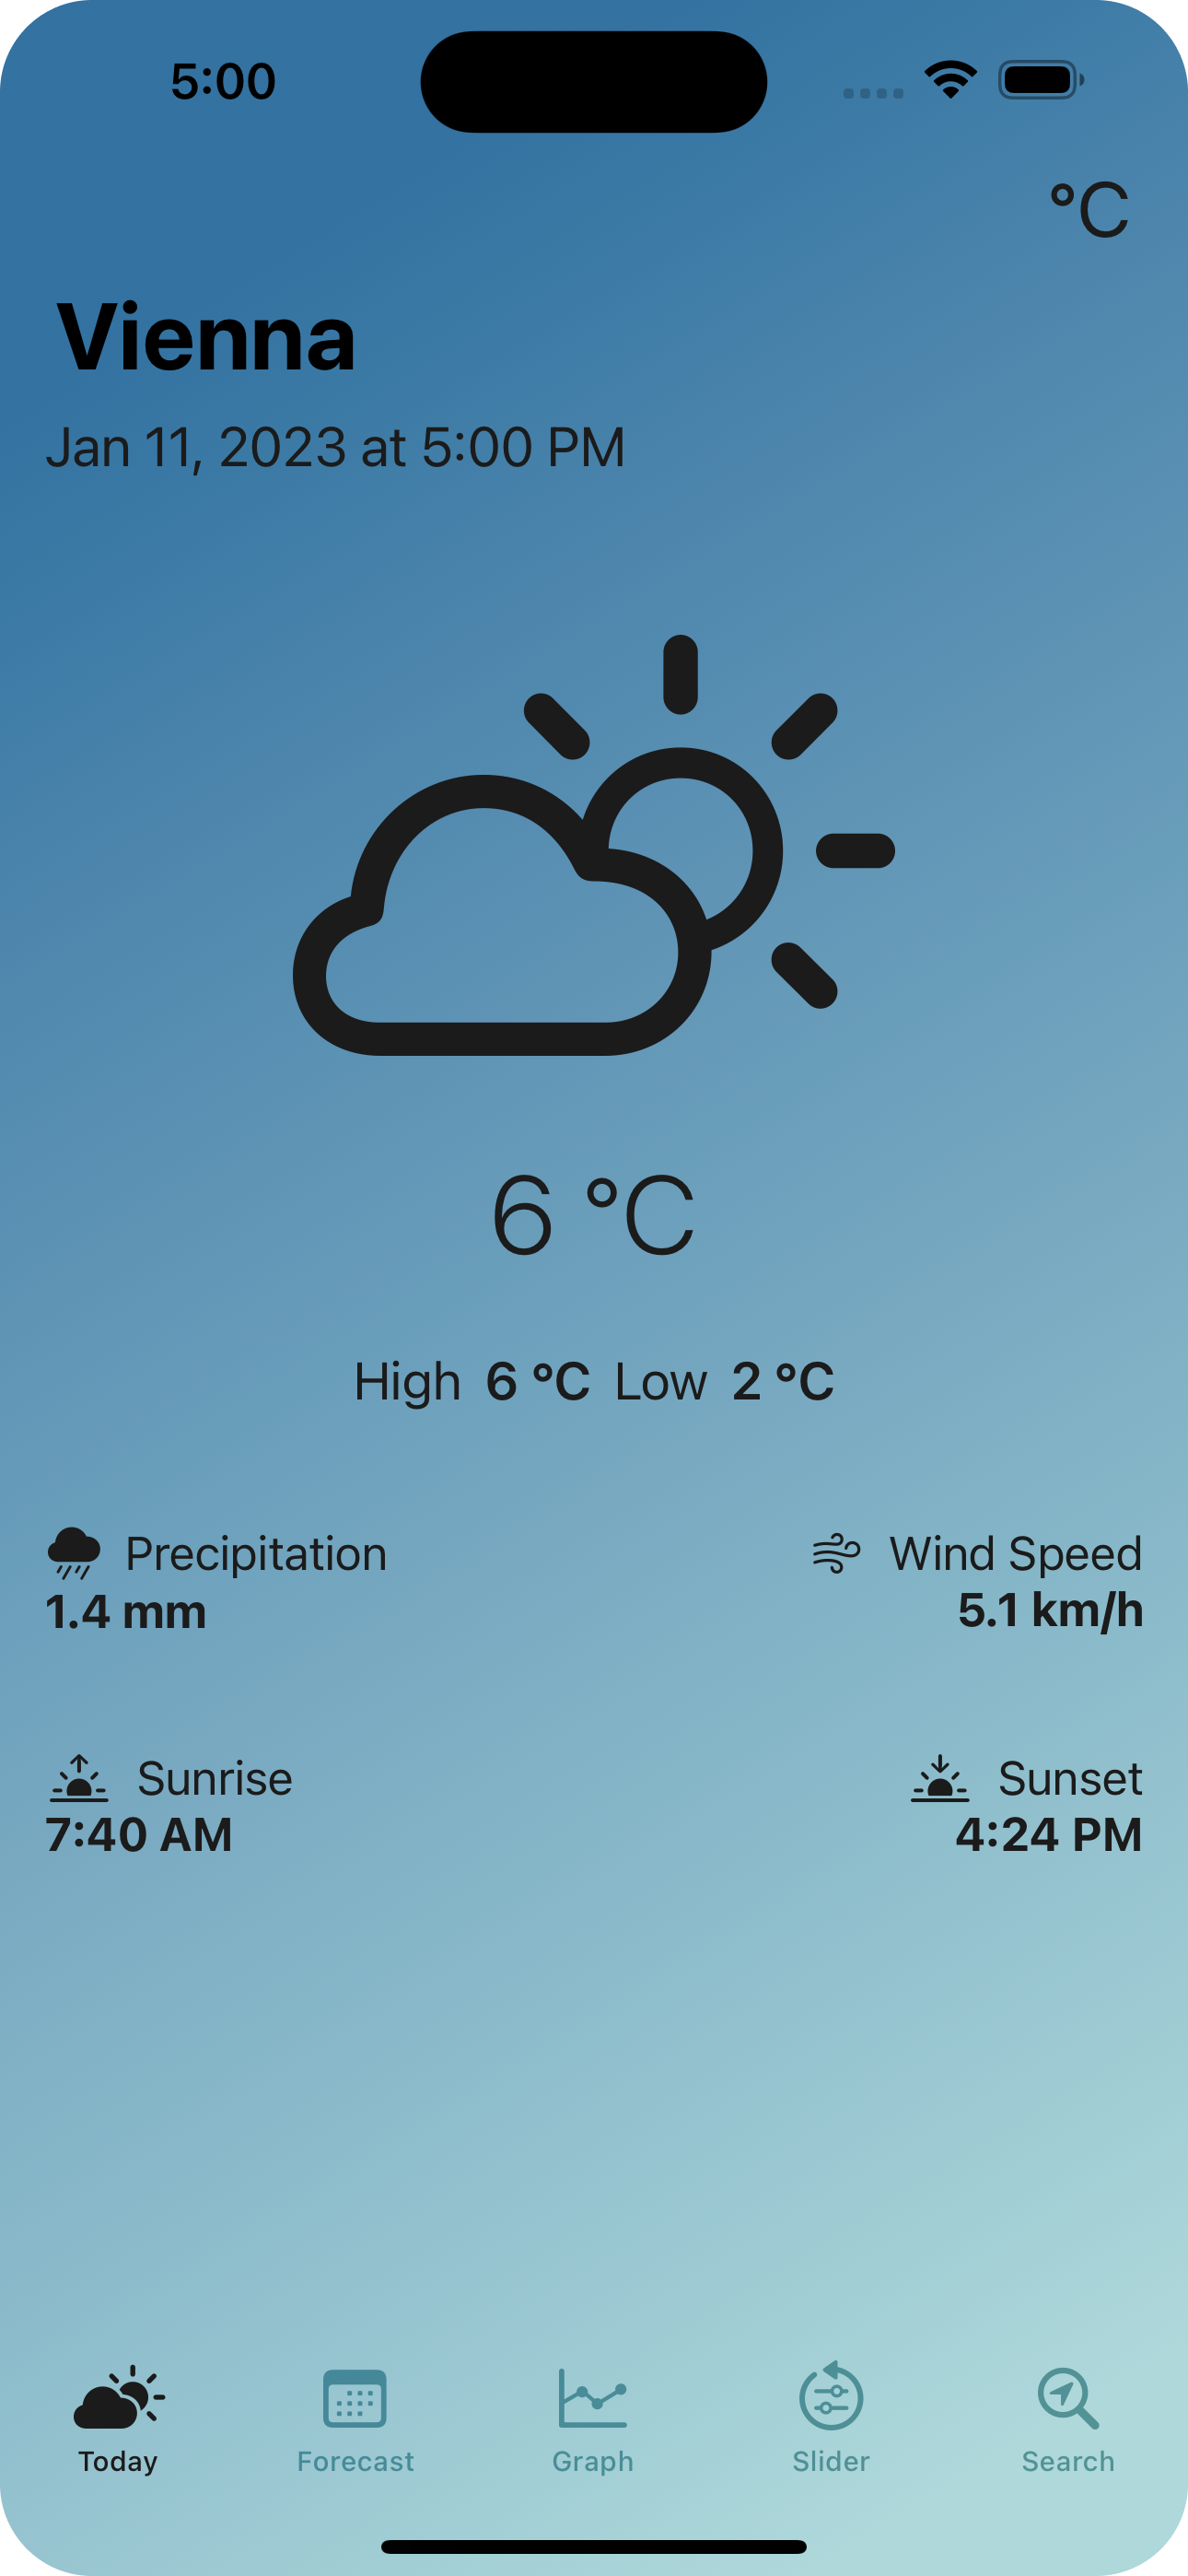 5:00
°C
Vienna
Jan 11, 2023 at 5:00 PM
6 °C
High 6 °C Low 2 °C
Precipitation
1.4 mm
Wind Speed
5.1 km/h
Sunrise
7:40 AM
Sunset
4:24 PM
Today
Forecast
Graph
Slider
Search